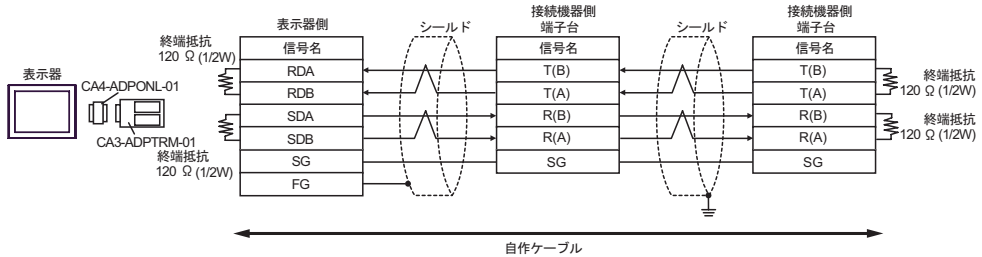 表示器
CA4-ADPONL-01
CA3-ADPTRM-01
終端抵抗
120 Ω (1/2W)
終端抵抗
120 Ω (1/2W)
表示器側
信号名
RDA
RDB
SDA
SDB
SG
FG
シールド
接続機器側
端子台
信号名
T(B)
T(A)
R(B)
R(A)
SG
シールド
接続機器側
端子台
信号名
T(B)
T(A)
R(B)
R(A)
SG
終端抵抗
120 Ω (1/2W)
終端抵抗
120 Ω (1/2W)
自作ケーブル